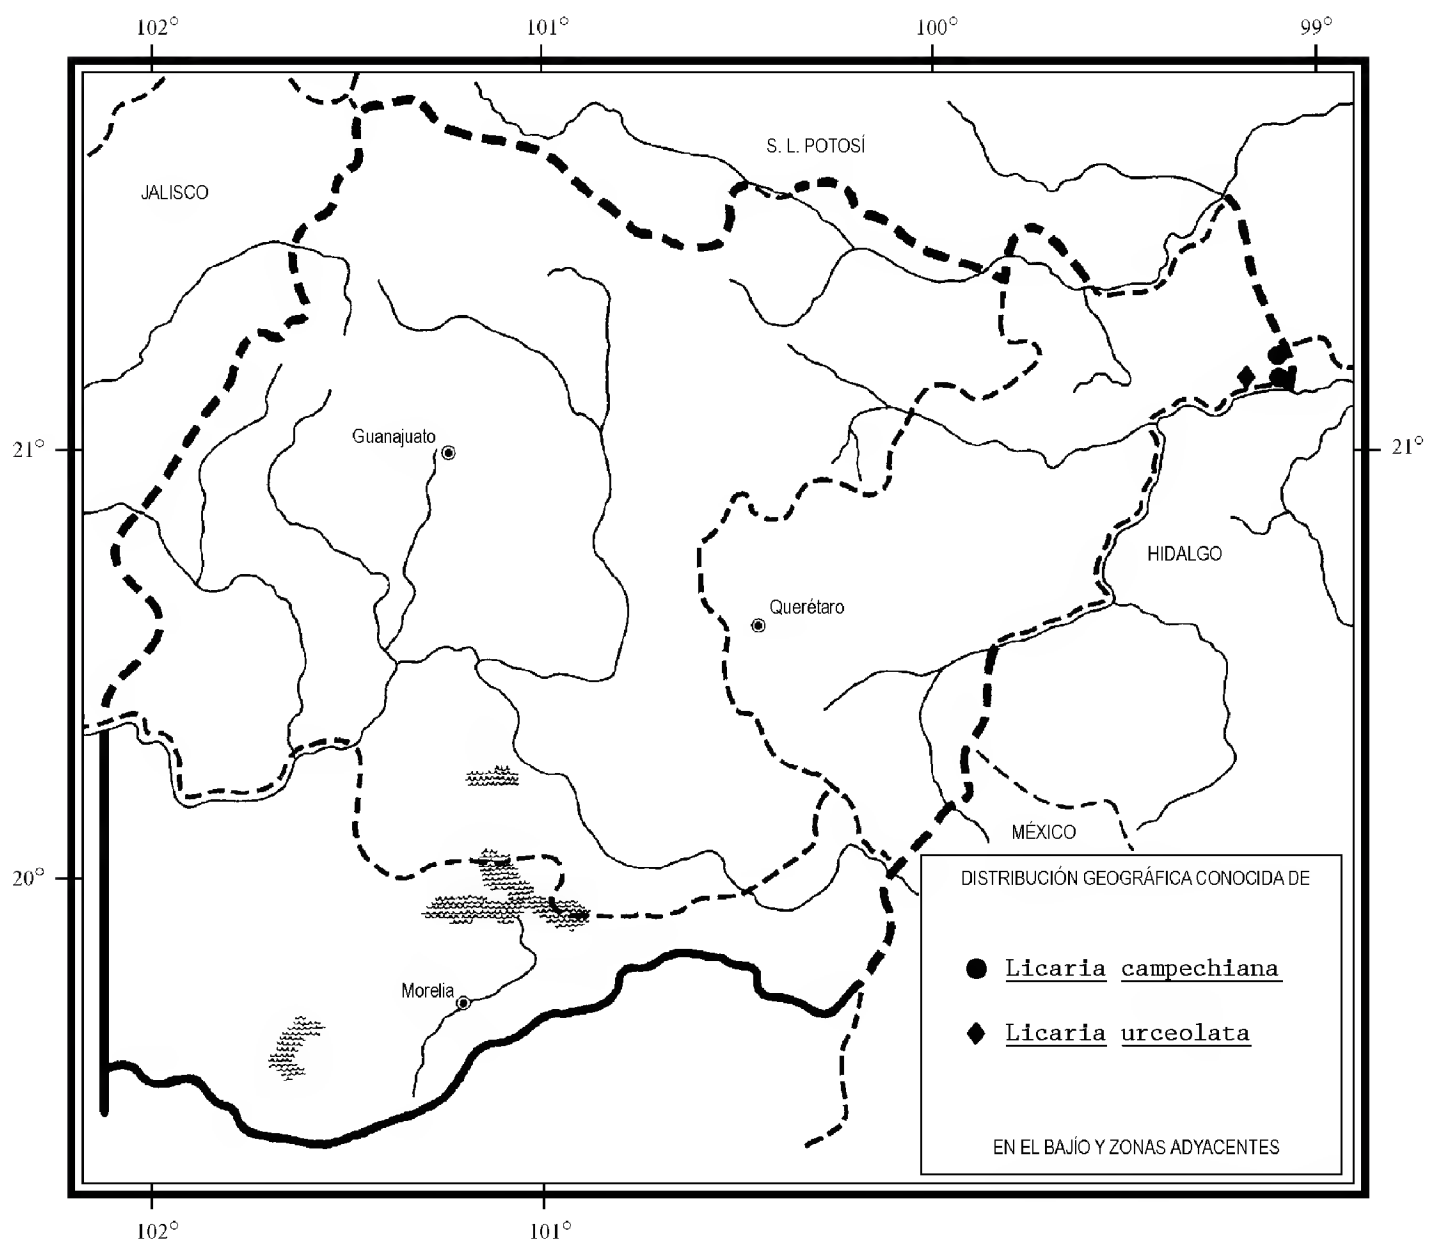 102° 101° 100° 99°
S. L. POTOSÍ
JALISCO
Guanajuato
21° 21°
HIDALGO
Querétaro
MÉXICO
20°
DISTRIBUCIÓN GEOGRÁFICA CONOCIDA DE
Licaria campechiana
Morelia
Licaria urceolata
EN EL BAJÍO Y ZONAS ADYACENTES
102° 101°